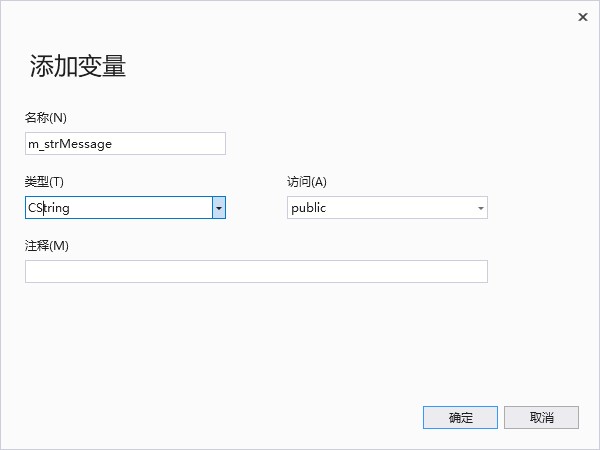 添加变量
名称(N)
m_strMessage
类型(T) 访问(A)
CString public
注释(M)
确定 取消